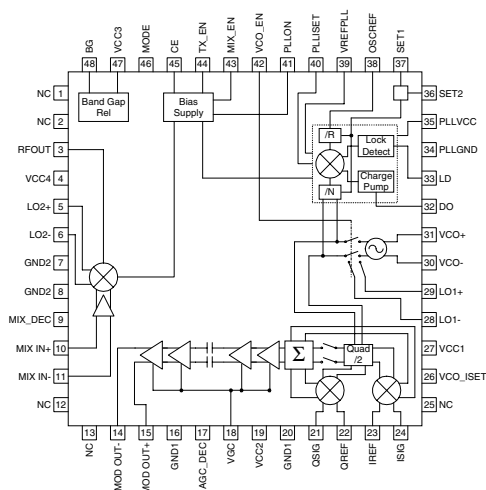 BG
VCC3
MODE
CE
TX_EN
MIX_EN
VCO_EN
PLLON
PLLISET
VREFPLL
OSCREF
SET1
48
47
46
45
44
43
42
41
40
39
38
37
NC 1
NC 2
RFOUT 3
VCC4 4
LO2+ 5
LO2- 6
GND2 7
GND2 8
MIX_DEC 9
MIX IN+ 10
MIX IN- 11
NC 12
Band Gap
Rel
Bias
Supply
/R
Lock
Detect
Charge
Pump
/N
Σ
Quad
/2
36 SET2
35 PLLVCC
34 PLLGND
33 LD
32 DO
31 VCO+
30 VCO-
29 LO1+
28 LO1-
27 VCC1
26 VCO_ISET
25 NC
13
14
15
16
17
18
19
20
21
22
23
24
NC
MOD OUT-
MOD OUT+
GND1
AGC_DEC
VGC
VCC2
GND1
QSIG
QREF
IREF
ISIG